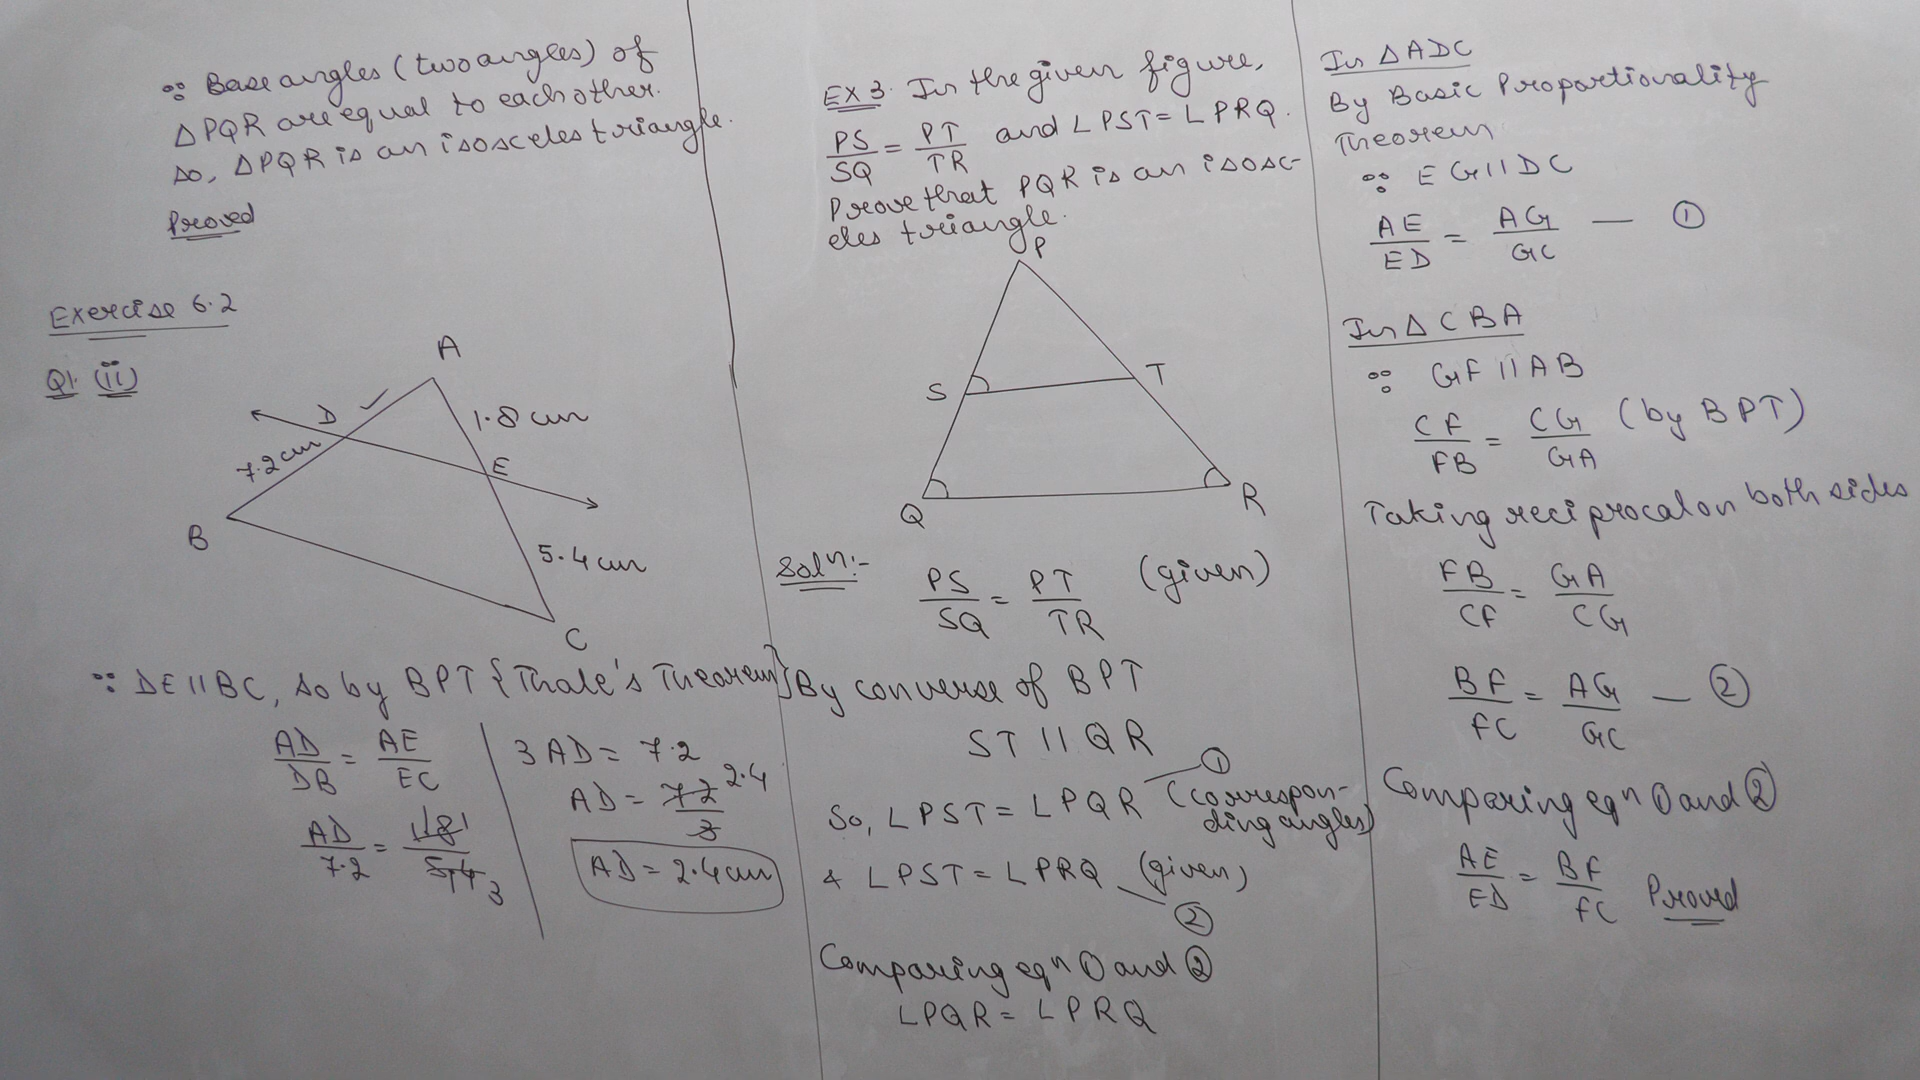 ∵ Base angles (two angles) of
△PQR are equal to each other.
So, △PQR is an isosceles triangle.
Proved
Exercise 6.2
Q1. (ii)
A
D
1.8 cm
7.2 cm
E
B
5.4 cm
C
∵ DE || BC, so by BPT {Thale's Theorem}
AD/DB = AE/EC
AD/7.2 = 1.8 1/5.4 3
3 AD = 7.2
AD = 7.2/3 2.4
AD = 2.4 cm
EX 3. In the given figure,
PS/SQ = PT/TR and ∠PST = ∠PRQ.
Prove that PQR is an isosc-
eles triangle.
P
S
T
Q
R
Solⁿ:-
PS/SQ = PT/TR (given)
By converse of BPT
ST || QR
So, ∠PST = ∠PQR — ① (correspon-
ding angles)
& ∠PST = ∠PRQ (given) — ②
Comparing eqⁿ ① and ②
∠PQR = ∠PRQ
In △ADC
By Basic Proportionality
Theorem
∵ EG || DC
AE/ED = AG/GC — ①
In △CBA
∵ GF || AB
CF/FB = CG/GA (by BPT)
Taking reciprocal on both sides
FB/CF = GA/CG
BF/FC = AG/GC — ②
Comparing eqⁿ ① and ②
AE/ED = BF/FC Proved